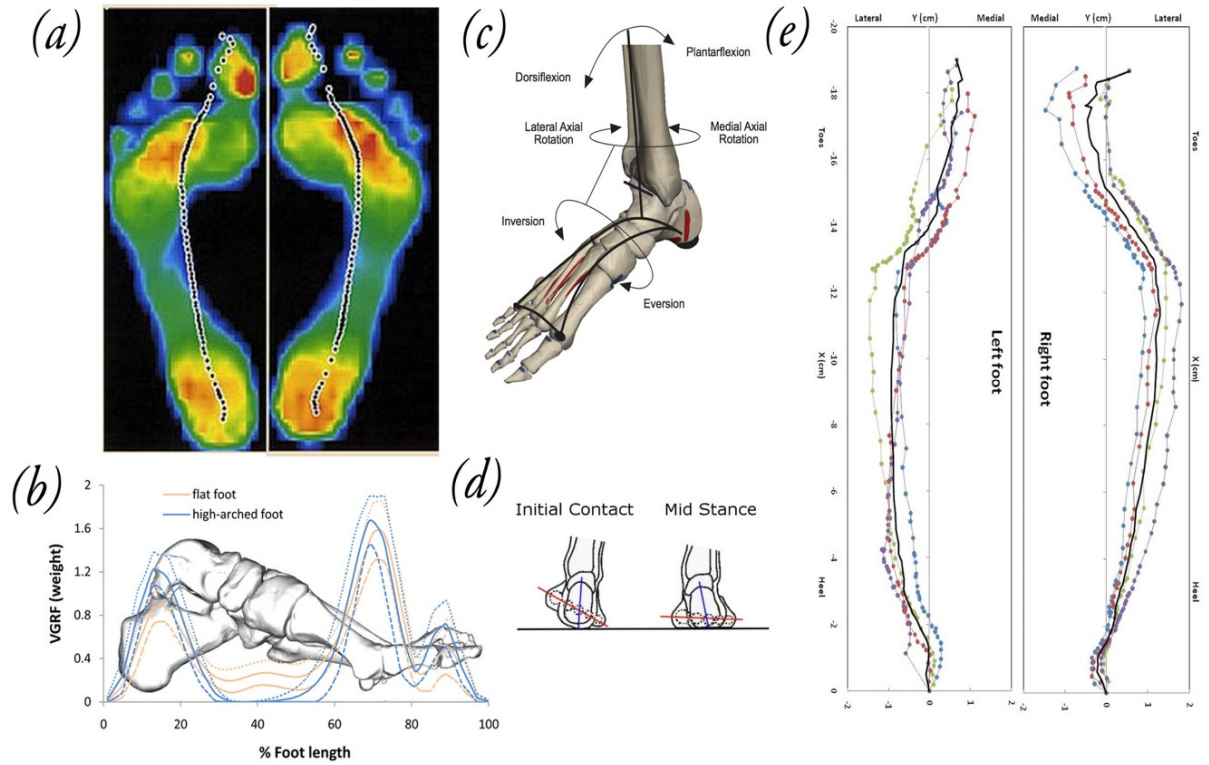 (a)
(b)
2
1.6
1.2
0.8
0.4
0
VGRF (weight)
flat foot
high-arched foot
0
20
40
60
80
100
% Foot length
(c)
Plantarflexion
Dorsiflexion
Lateral Axial
Rotation
Medial Axial
Rotation
Inversion
Eversion
(d)
Initial Contact
Mid Stance
(e)
Lateral
Y (cm)
Medial
-20
-18
-16
-14
-12
-10
-8
-6
-4
-2
0
Toes
X (cm)
Heel
Left foot
-2
-1
0
1
2
Medial
Y (cm)
Lateral
Right foot
Toes
X (cm)
Heel
-2
-1
0
1
2